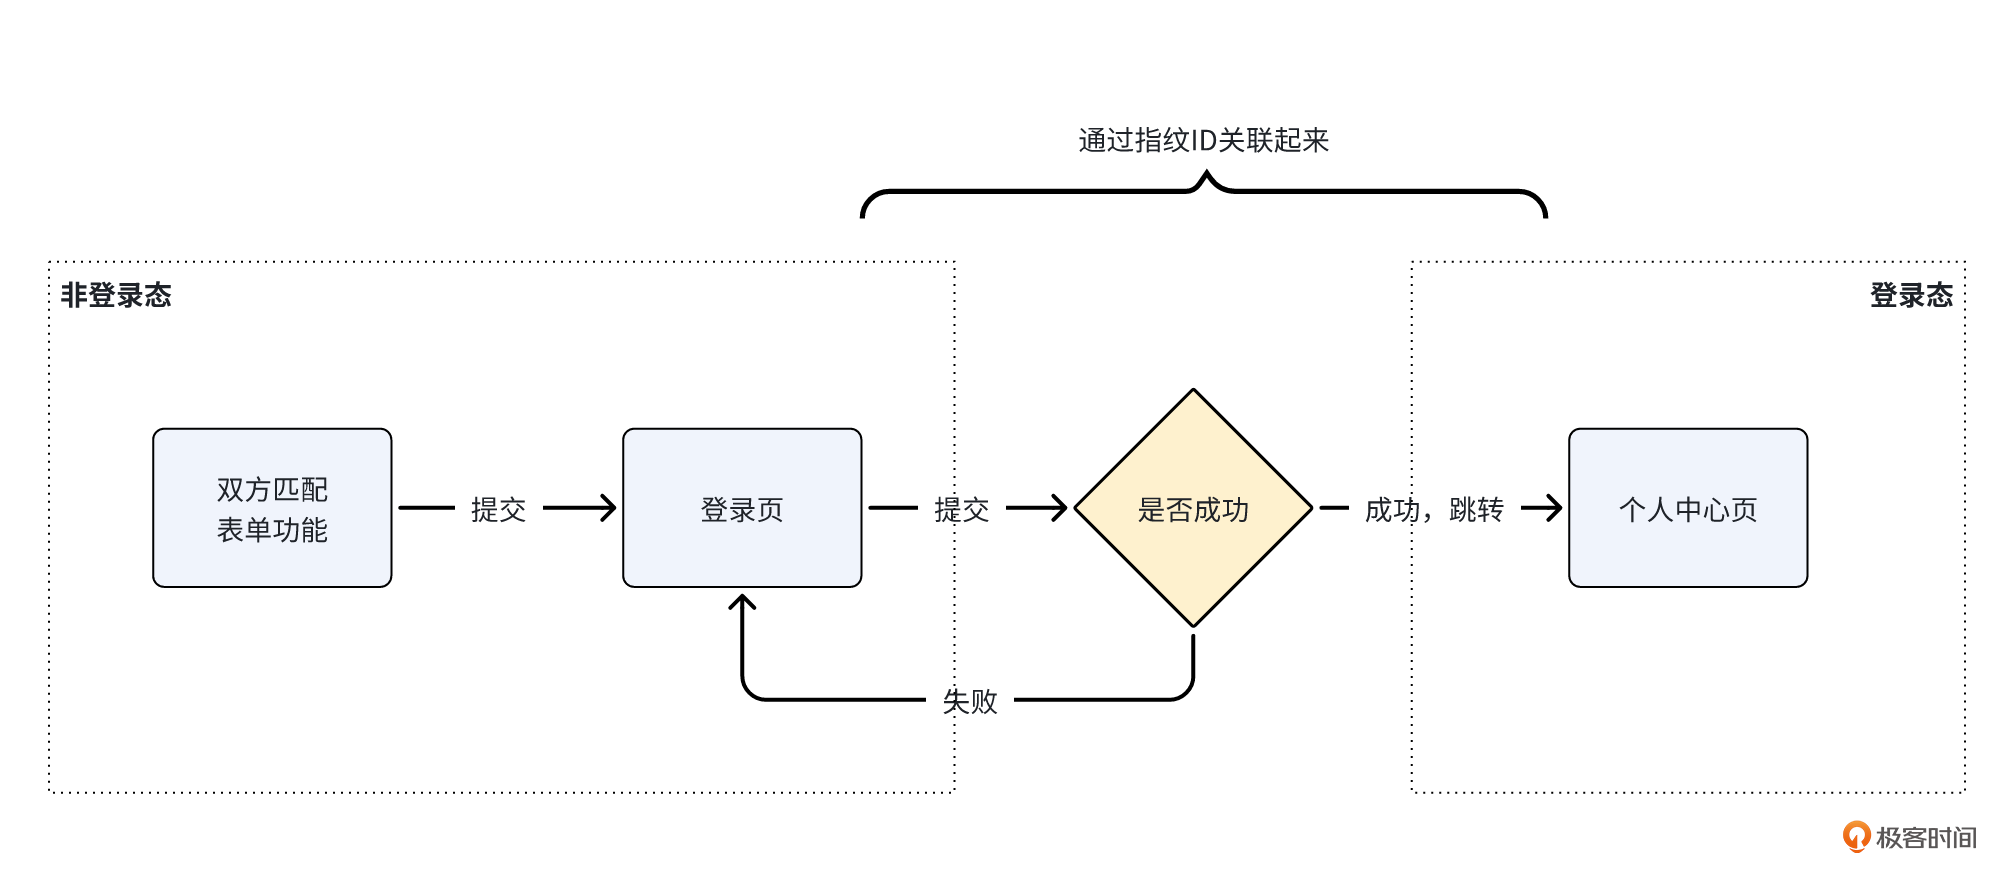 通过指纹ID关联起来
非登录态
登录态
双方匹配
表单功能
提交
登录页
提交
是否成功
成功，跳转
个人中心页
失败
极客时间